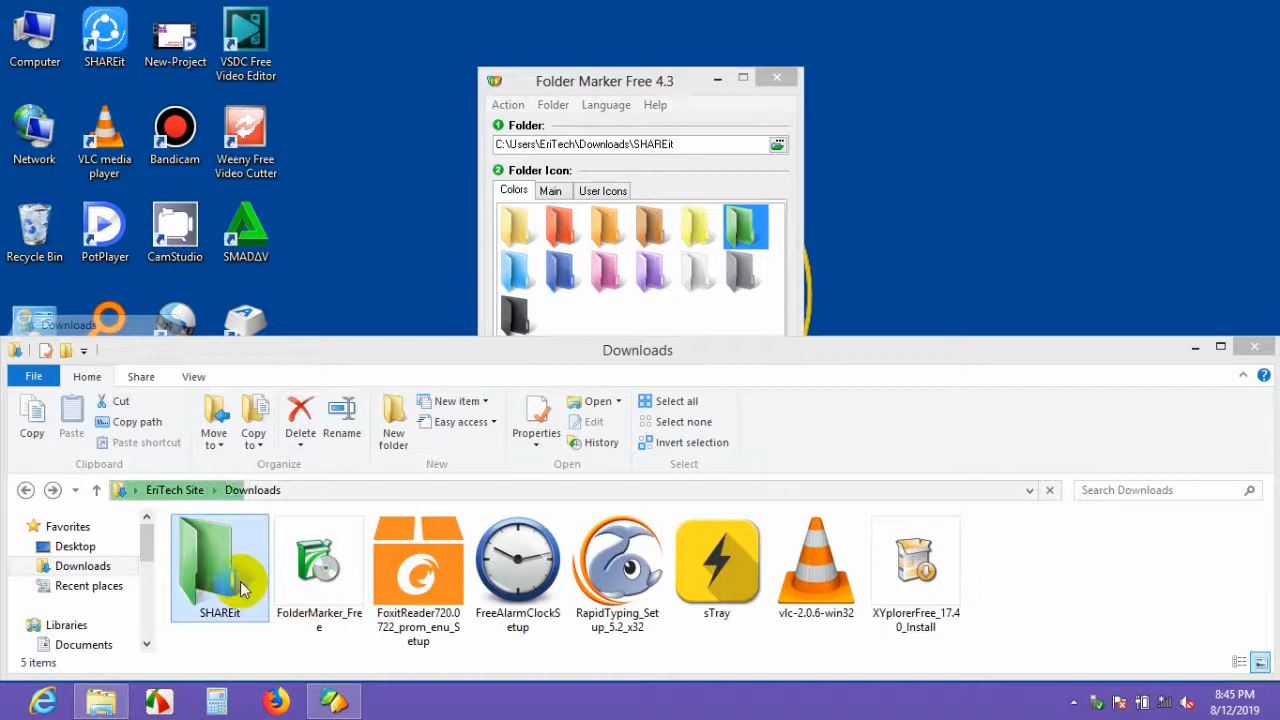 Computer
SHAREit
New-Project
VSDC Free
Video Editor
Network
VLC media
player
Bandicam
Weeny Free
Video Cutter
Recycle Bin
PotPlayer
CamStudio
SMADΔV
Downloads
Folder Marker Free 4.3
Action Folder Language Help
1 Folder:
C:\Users\EriTech\Downloads\SHAREit
2 Folder Icon:
Colors Main User Icons
Downloads
File Home Share View
Copy
Paste
Cut
Copy path
Paste shortcut
Clipboard
Move
to
Copy
to
Delete
Rename
Organize
New
folder
New item
Easy access
New
Properties
Open
Edit
History
Open
Select all
Select none
Invert selection
Select
EriTech Site Downloads
Search Downloads
Favorites
Desktop
Downloads
Recent places
Libraries
Documents
SHAREit
FolderMarker_Fre
e
FoxitReader720.0
722_prom_enu_S
etup
FreeAlarmClockS
etup
RapidTyping_Set
up_5.2_x32
sTray
vlc-2.0.6-win32
XYplorerFree_17.4
0_Install
5 items
8:45 PM
8/12/2019